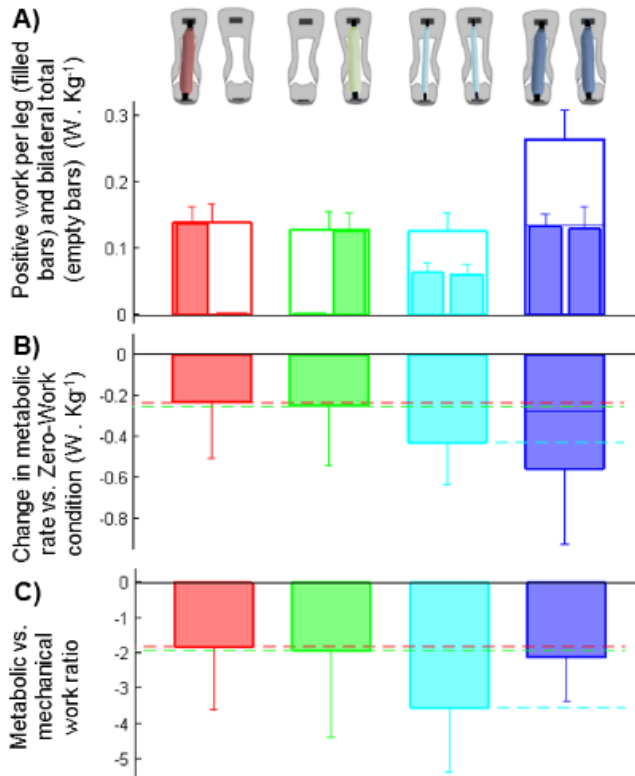 A)
Positive work per leg (filled
bars) and bilateral total
(empty bars) (W . Kg-1)
0.3
0.2
0.1
0
B)
Change in metabolic
rate vs. Zero-Work
condition (W . Kg-1)
0
-0.2
-0.4
-0.6
-0.8
C)
Metabolic vs.
mechanical
work ratio
0
-1
-2
-3
-4
-5